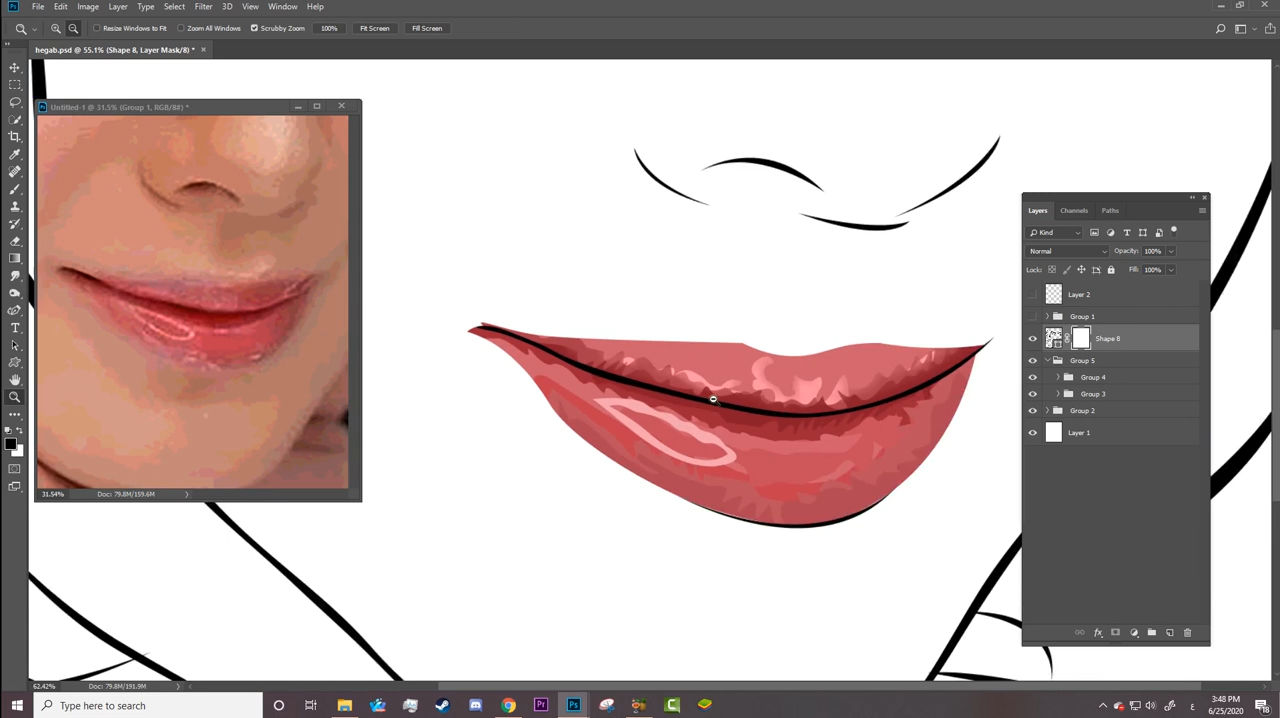 File Edit Image Layer Type Select Filter 3D View Window Help
Resize Windows to Fit Scrubby Zoom Zoom All Windows 100% Fit Screen Fill Screen
hegab.psd @ 55.1% (Shape 8, Layer Mask/8) *
Untitled-1 @ 31.5% (Group 1, RGB/8#) *
31.54% Doc: 79.8M/159.6M
Layers Channels Paths
Kind
Normal Opacity: 100%
Lock: Fill: 100%
Layer 2
Group 1
Shape 8
Group 5
Group 4
Group 3
Group 2
Layer 1
62.42% Doc: 79.8M/191.9M
Type here to search
ع
3:48 PM
6/25/2020
18